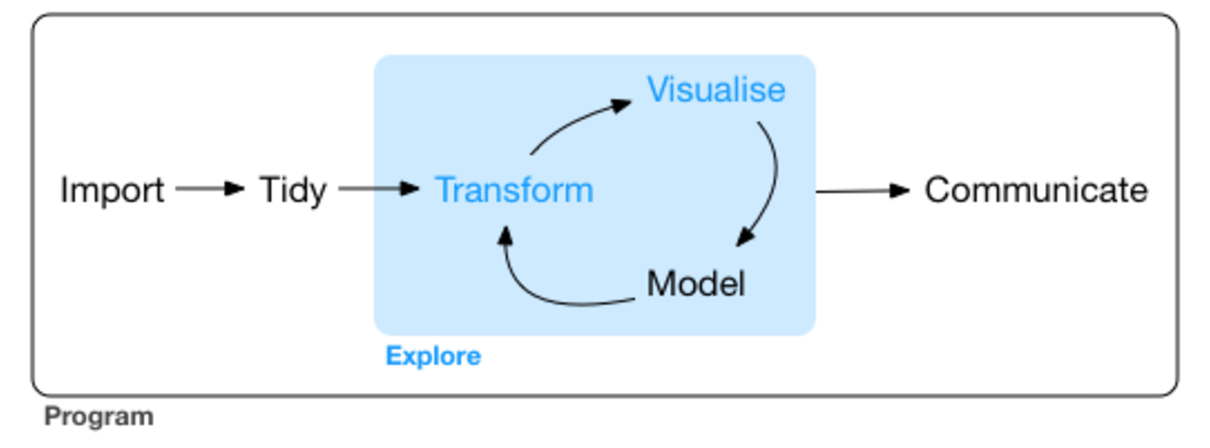 Visualise
Import Tidy Transform Communicate
Model
Explore
Program